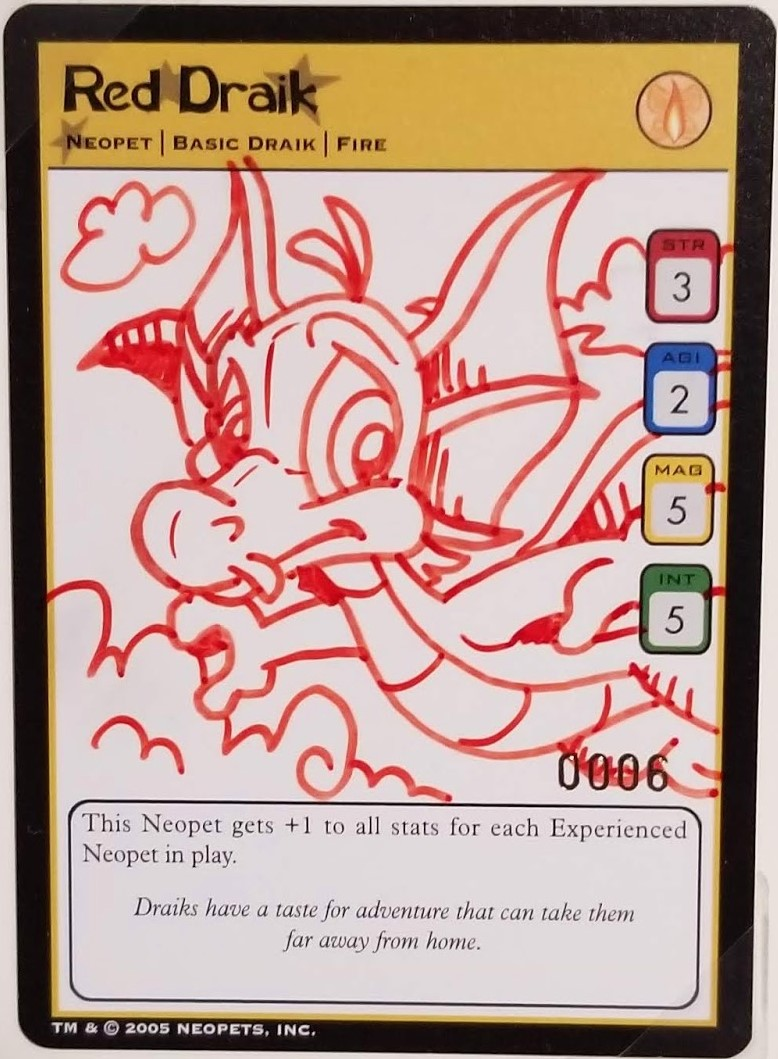 Red Draik
Neopet | Basic Draik | Fire
STR
3
AGI
2
MAG
5
INT
5
0006
This Neopet gets +1 to all stats for each Experienced
Neopet in play.
Draiks have a taste for adventure that can take them
far away from home.
TM & © 2005 NEOPETS, INC.